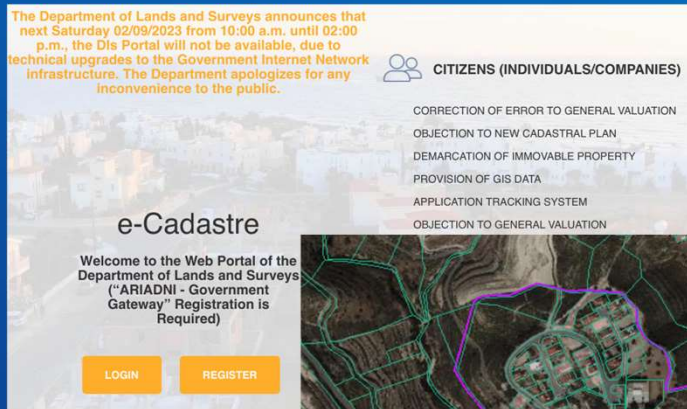 The Department of Lands and Surveys announces that
next Saturday 02/09/2023 from 10:00 a.m. until 02:00
p.m., the Dls Portal will not be available, due to
technical upgrades to the Government Internet Network
infrastructure. The Department apologizes for any
inconvenience to the public.
CITIZENS (INDIVIDUALS/COMPANIES)
CORRECTION OF ERROR TO GENERAL VALUATION
OBJECTION TO NEW CADASTRAL PLAN
DEMARCATION OF IMMOVABLE PROPERTY
PROVISION OF GIS DATA
APPLICATION TRACKING SYSTEM
OBJECTION TO GENERAL VALUATION
e-Cadastre
Welcome to the Web Portal of the
Department of Lands and Surveys
(“ARIADNI - Government
Gateway” Registration is
Required)
LOGIN
REGISTER